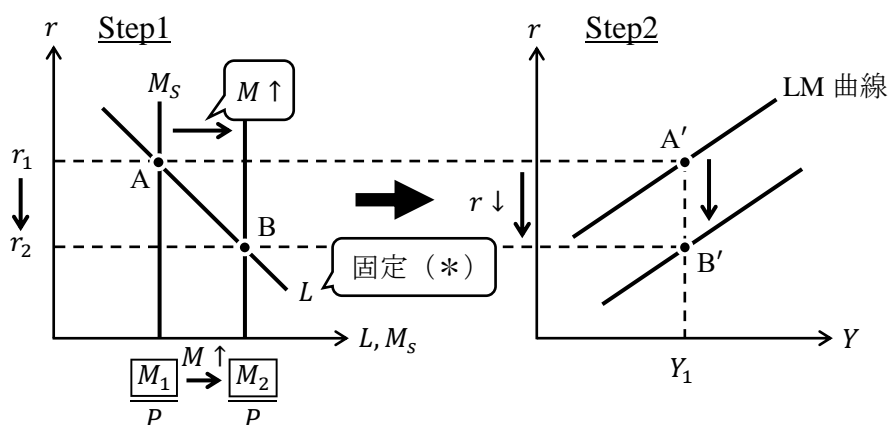 Step1
r
M_S
M ↑
r_1
A
r_2
B
固定（＊）
L
L, M_s
M ↑
M_1
P
M_2
P
Step2
r
LM 曲線
A′
r ↓
B′
Y_1
Y